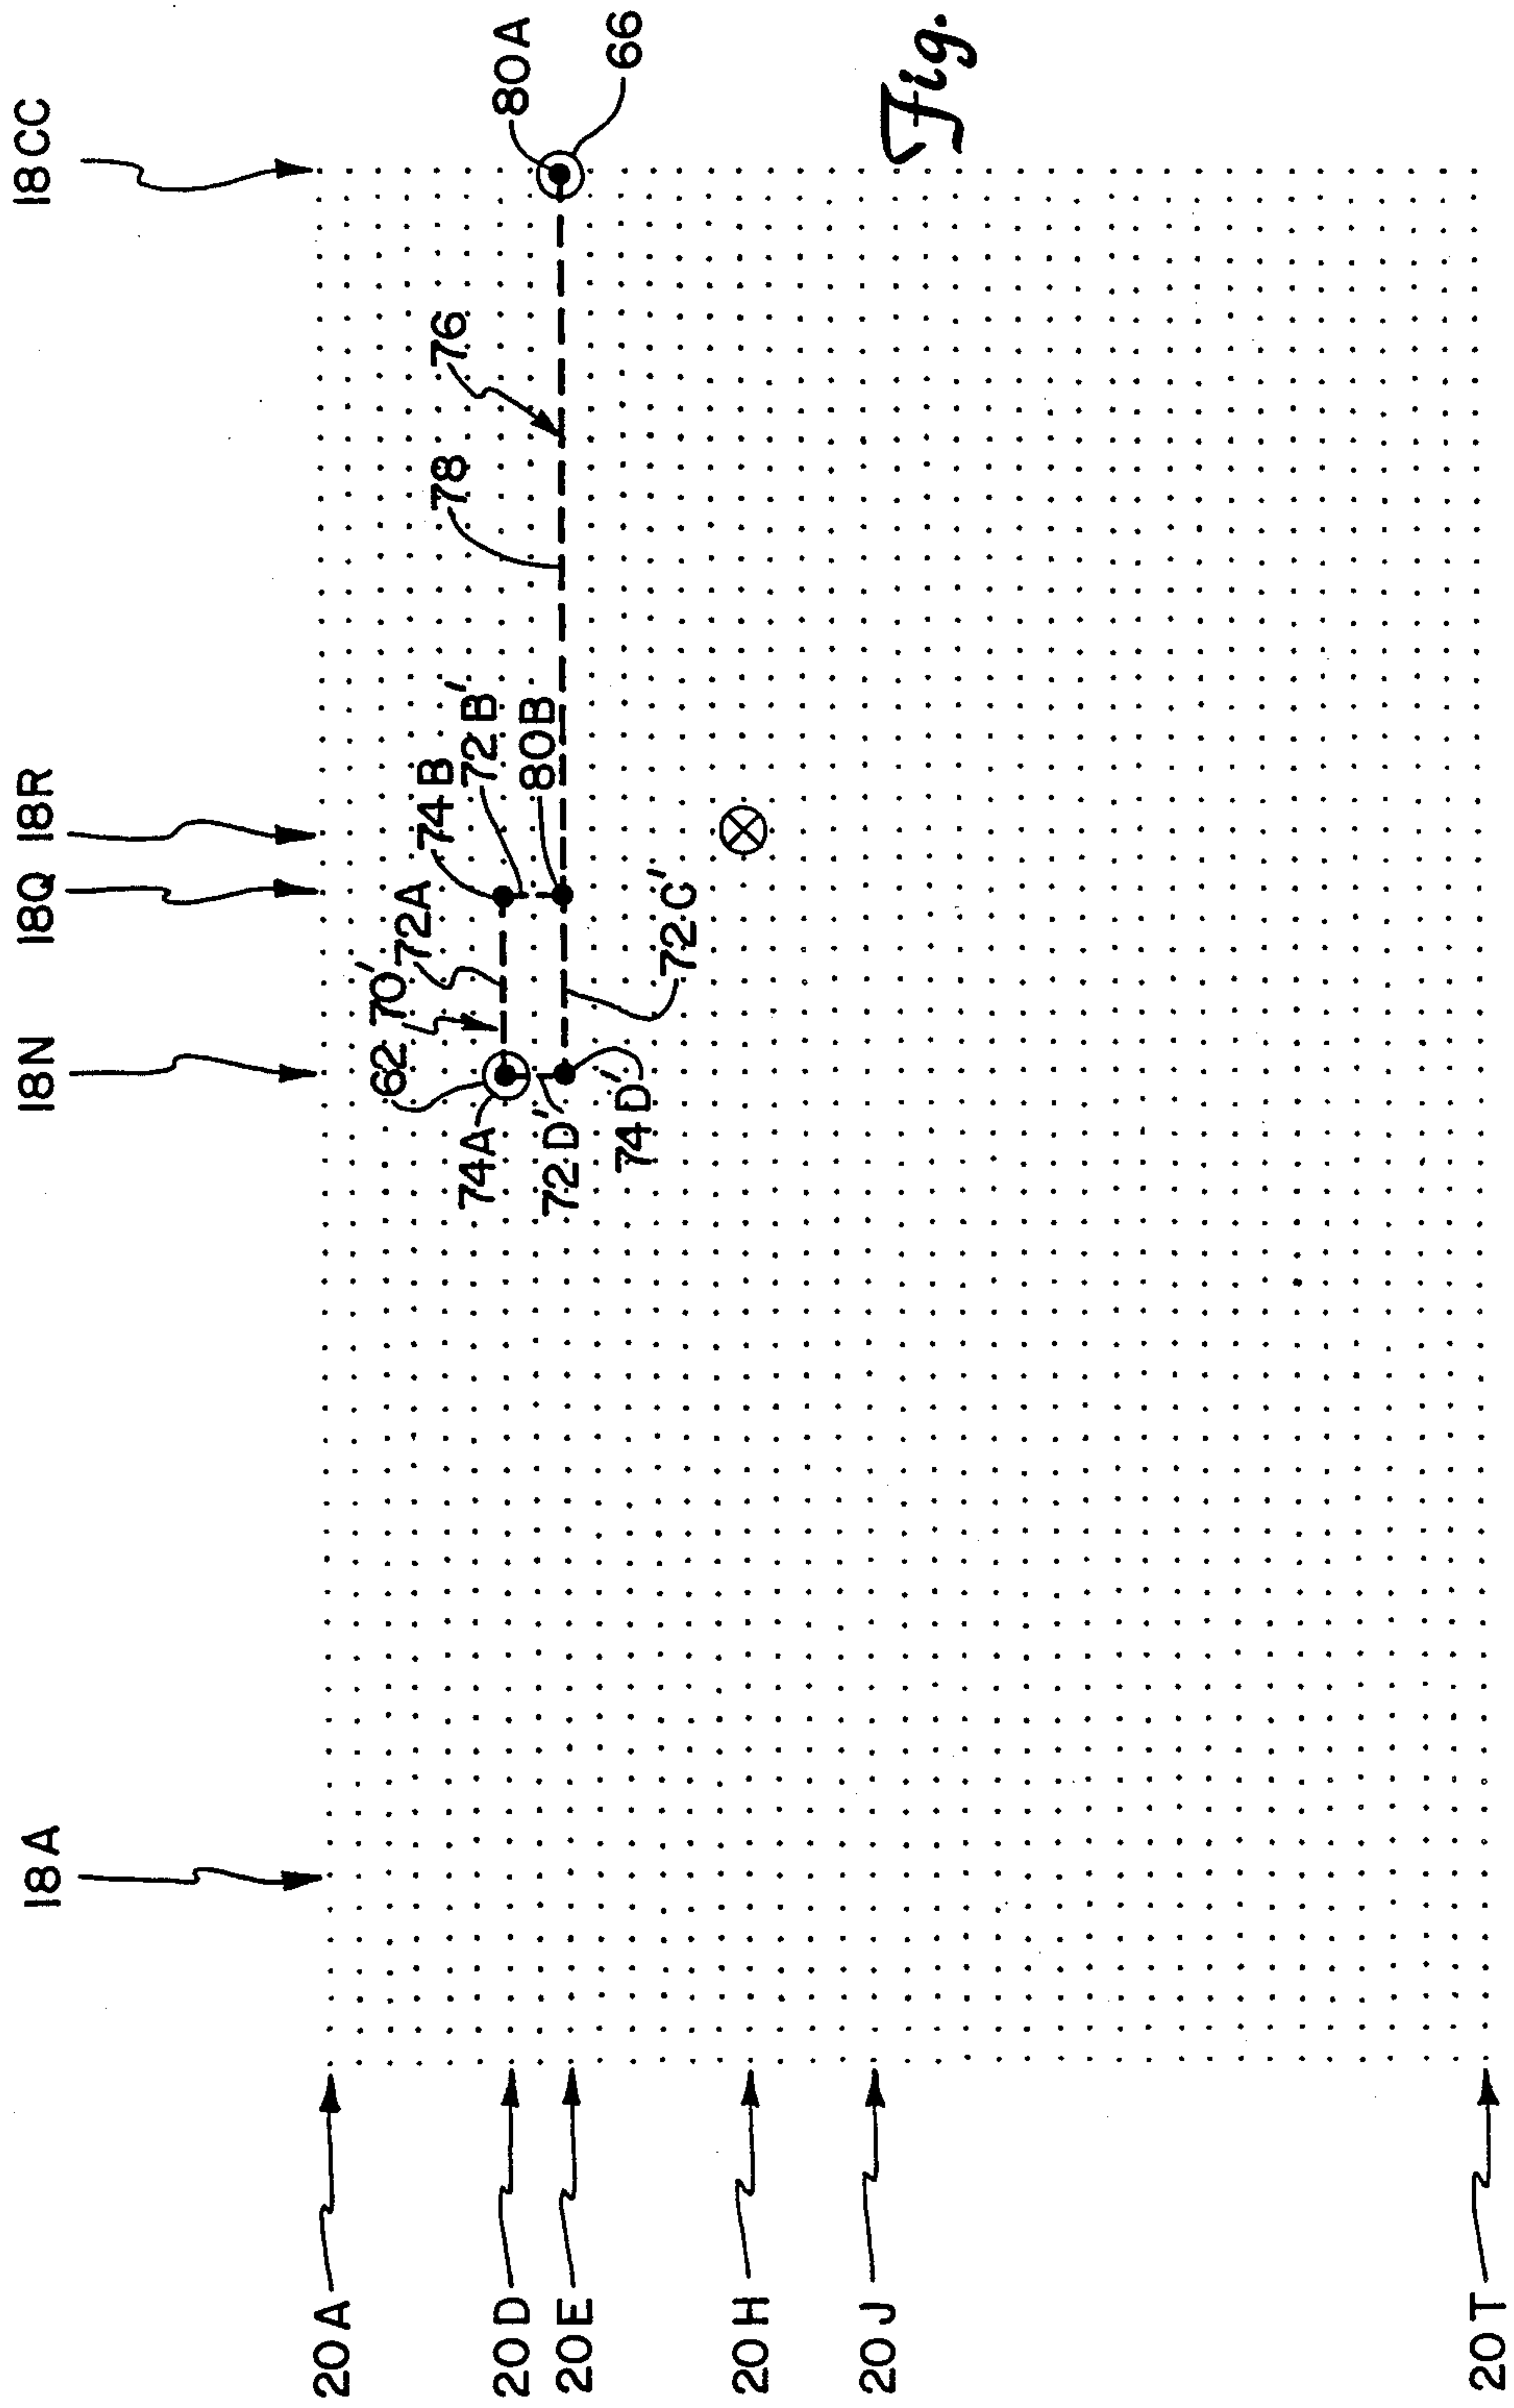 18A
18N
18Q
18R
18CC
20A
20D
20E
20H
20J
20T
62
70'
72A
74B
72B'
80B
78
76
80A
66
74A
72D'
74D'
72C'
Fig.